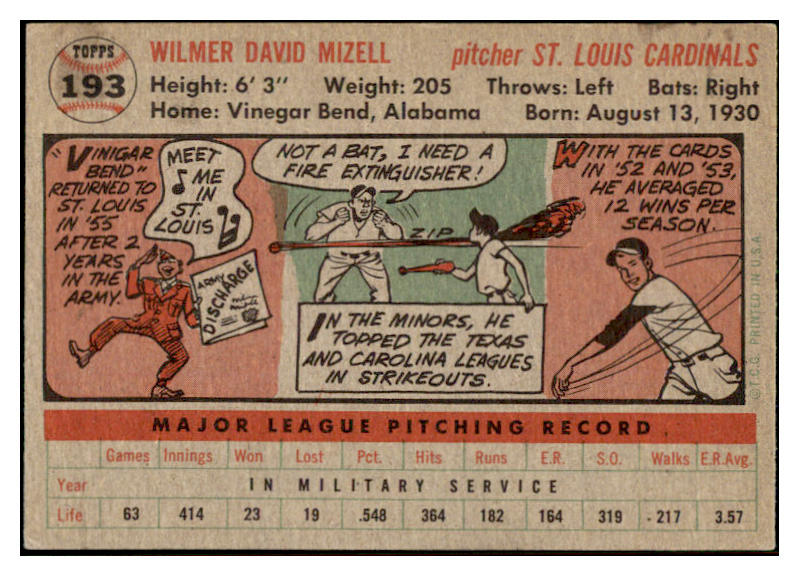 TOPPS
193
WILMER DAVID MIZELL
pitcher ST. LOUIS CARDINALS
Height: 6' 3" Weight: 205 Throws: Left Bats: Right
Home: Vinegar Bend, Alabama Born: August 13, 1930
"VINIGAR
BEND"
RETURNED TO
ST. LOUIS
IN '55
AFTER 2
YEARS
IN THE
ARMY.
MEET
ME
IN
ST.
LOUIS
ARMY
DISCHARGE
NOT A BAT, I NEED A
FIRE EXTINGUISHER!
ZIP
IN THE MINORS, HE
TOPPED THE TEXAS
AND CAROLINA LEAGUES
IN STRIKEOUTS.
WITH THE CARDS
IN '52 AND '53,
HE AVERAGED
12 WINS PER
SEASON.
©T.C.G. PRINTED IN U.S.A.
MAJOR LEAGUE PITCHING RECORD
Games Innings Won Lost Pct. Hits Runs E.R. S.O. Walks E.R.Avg.
Year IN MILITARY SERVICE
Life 63 414 23 19 .548 364 182 164 319 217 3.57